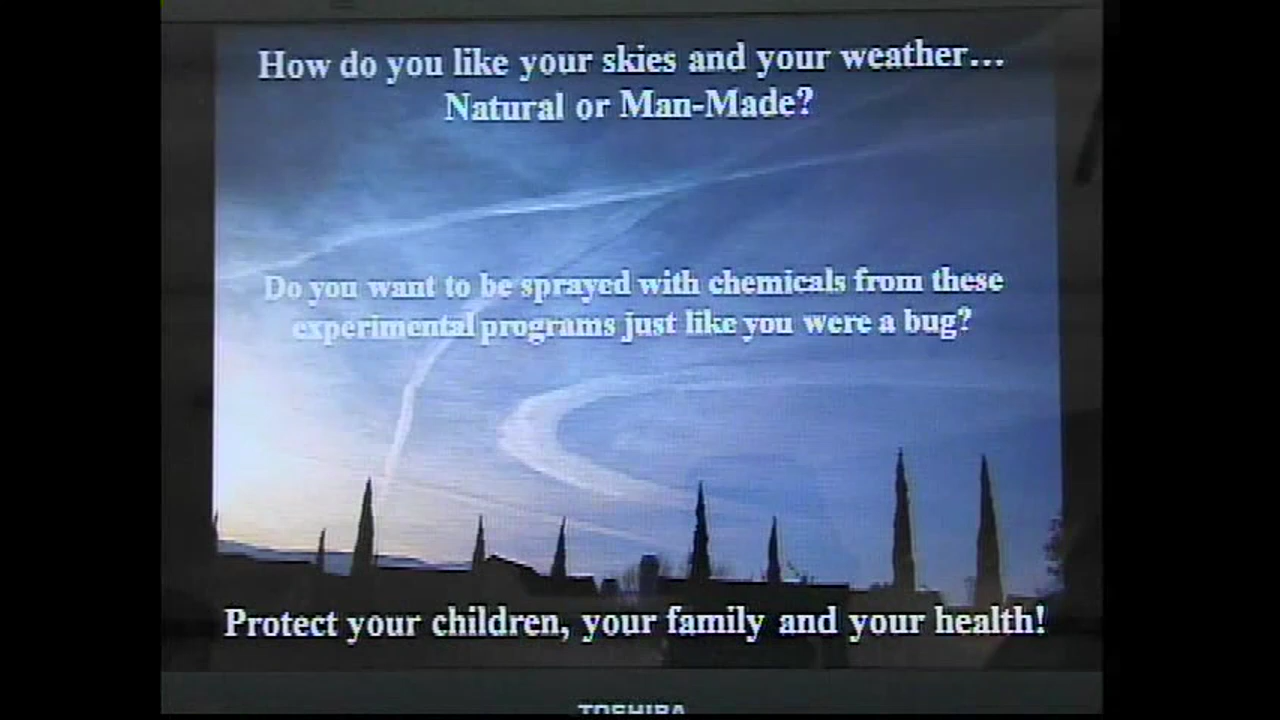 How do you like your skies and your weather...
Natural or Man-Made?
Do you want to be sprayed with chemicals from these
experimental programs just like you were a bug?
Protect your children, your family and your health!
TOSHIBA